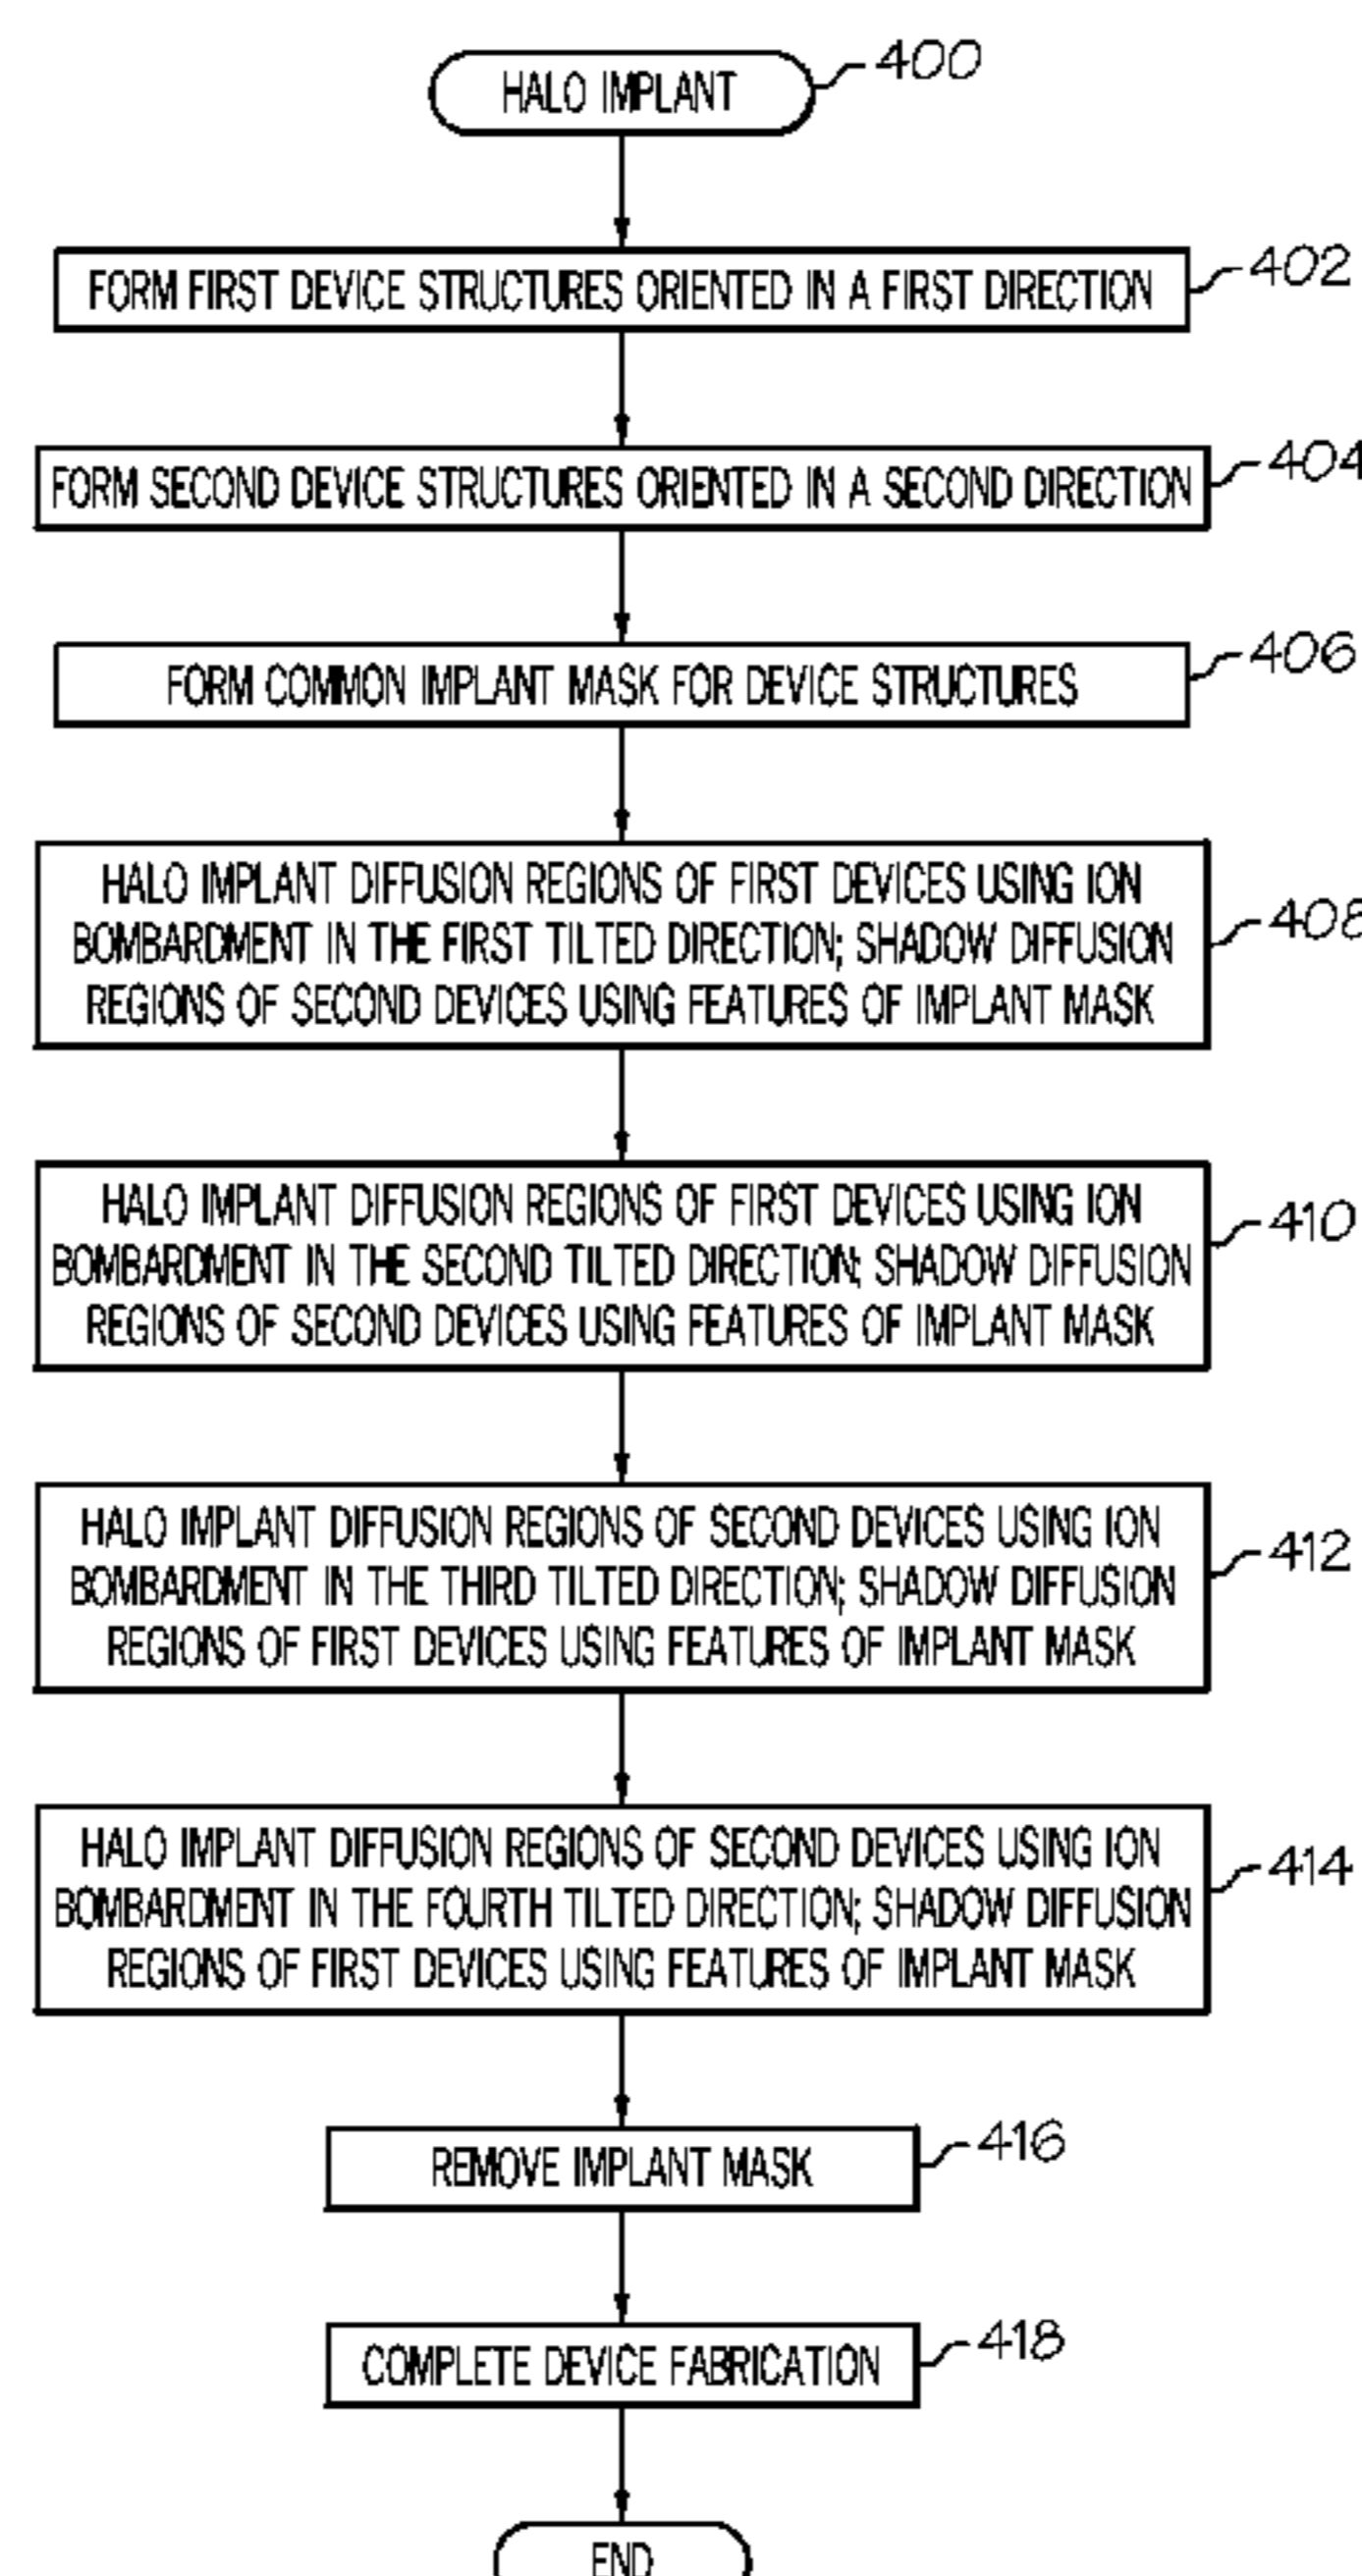 HALO IMPLANT
400
FORM FIRST DEVICE STRUCTURES ORIENTED IN A FIRST DIRECTION
402
FORM SECOND DEVICE STRUCTURES ORIENTED IN A SECOND DIRECTION
404
FORM COMMON IMPLANT MASK FOR DEVICE STRUCTURES
406
HALO IMPLANT DIFFUSION REGIONS OF FIRST DEVICES USING ION
BOMBARDMENT IN THE FIRST TILTED DIRECTION; SHADOW DIFFUSION
REGIONS OF SECOND DEVICES USING FEATURES OF IMPLANT MASK
408
HALO IMPLANT DIFFUSION REGIONS OF FIRST DEVICES USING ION
BOMBARDMENT IN THE SECOND TILTED DIRECTION; SHADOW DIFFUSION
REGIONS OF SECOND DEVICES USING FEATURES OF IMPLANT MASK
410
HALO IMPLANT DIFFUSION REGIONS OF SECOND DEVICES USING ION
BOMBARDMENT IN THE THIRD TILTED DIRECTION; SHADOW DIFFUSION
REGIONS OF FIRST DEVICES USING FEATURES OF IMPLANT MASK
412
HALO IMPLANT DIFFUSION REGIONS OF SECOND DEVICES USING ION
BOMBARDMENT IN THE FOURTH TILTED DIRECTION; SHADOW DIFFUSION
REGIONS OF FIRST DEVICES USING FEATURES OF IMPLANT MASK
414
REMOVE IMPLANT MASK
416
COMPLETE DEVICE FABRICATION
418
END